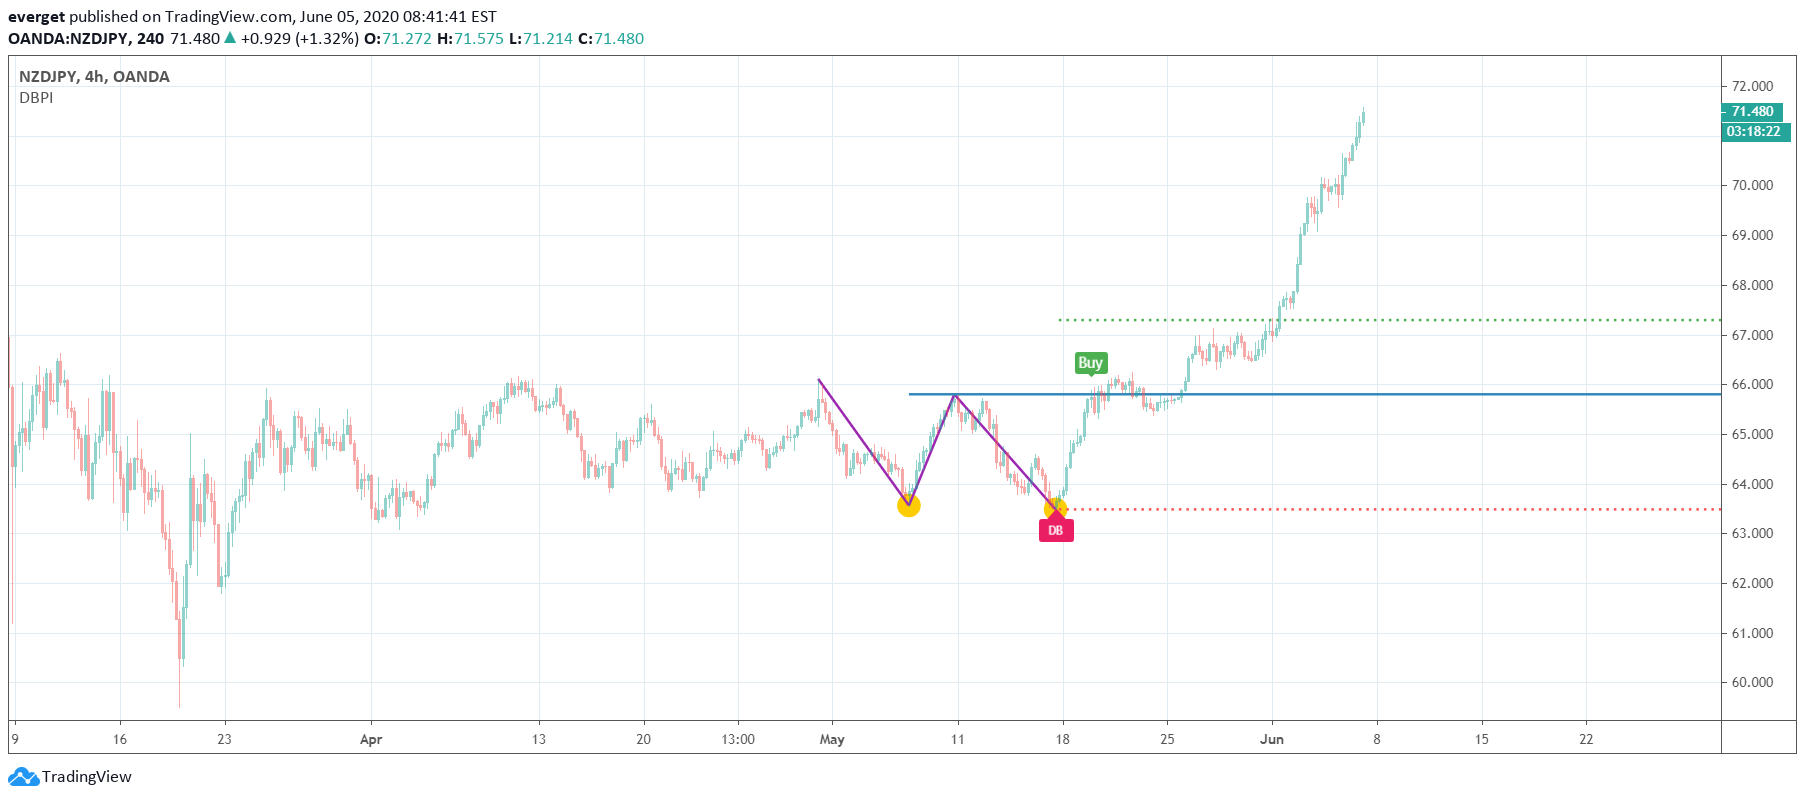 everget published on TradingView.com, June 05, 2020 08:41:41 EST
OANDA:NZDJPY, 240 71.480 ▲ +0.929 (+1.32%) O:71.272 H:71.575 L:71.214 C:71.480
NZDJPY, 4h, OANDA
DBPI
72.000
71.480
03:18:22
70.000
69.000
68.000
67.000
Buy
66.000
65.000
64.000
DB
63.000
62.000
61.000
60.000
9 16 23 Apr 13 20 13:00 May 11 18 25 Jun 8 15 22
TradingView